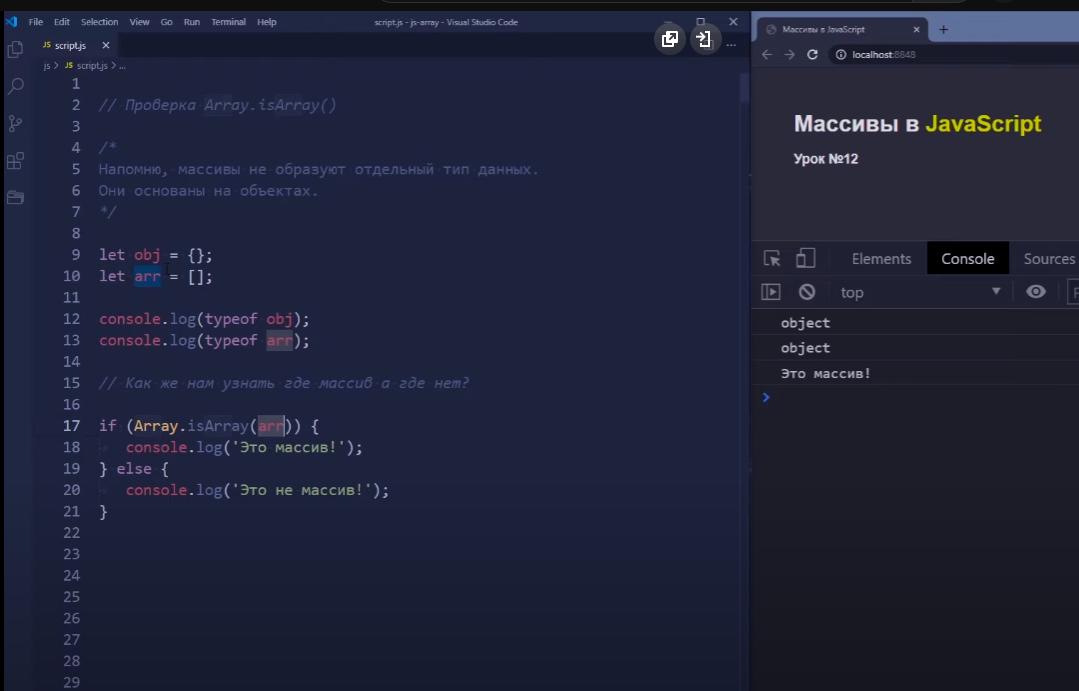 File Edit Selection View Go Run Terminal Help
script.js - js-array - Visual Studio Code
JS script.js ×
js > JS script.js > ...
1
2 // Проверка Array.isArray()
3
4 /*
5 Напомню, массивы не образуют отдельный тип данных.
6 Они основаны на объектах.
7 */
8
9 let obj = {};
10 let arr = [];
11
12 console.log(typeof obj);
13 console.log(typeof arr);
14
15 // Как же нам узнать где массив а где нет?
16
17 if (Array.isArray(arr)) {
18 console.log('Это массив!');
19 } else {
20 console.log('Это не массив!');
21 }
22
23
24
25
26
27
28
29
Массивы в JavaScript
localhost:8848
Массивы в JavaScript
Урок №12
Elements Console Sources
top
object
object
Это массив!